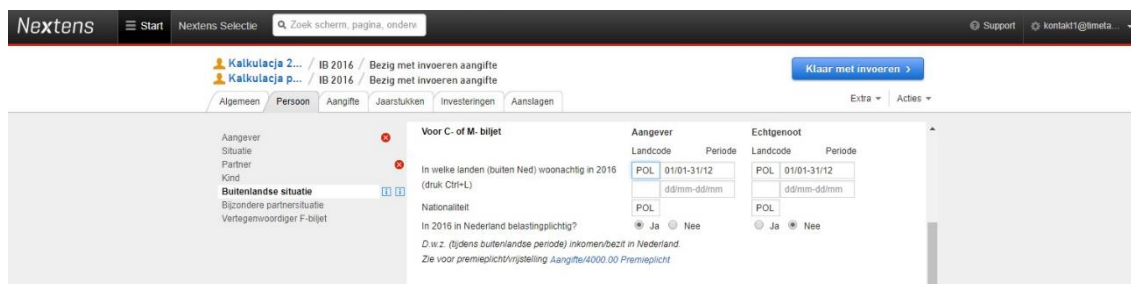 Nextens Start Nextens Selectie Zoek scherm, pagina, onderw. Support kontakt1@timeta...
Kalkulacja 2... / IB 2016 / Bezig met invoeren aangifte
Kalkulacja p... / IB 2016 / Bezig met invoeren aangifte
Klaar met invoeren >
Algemeen Persoon Aangifte Jaarstukken Investeringen Aanslagen Extra Acties
Aangever
Situatie
Partner
Kind
Buitenlandse situatie
Bijzondere partnersituatie
Vertegenwoordiger F-biljet
Voor C- of M- biljet Aangever Echtgenoot
Landcode Periode Landcode Periode
In welke landen (buiten Ned) woonachtig in 2016 POL 01/01-31/12 POL 01/01-31/12
(druk Ctrl+L) dd/mm-dd/mm dd/mm-dd/mm
Nationaliteit POL POL
In 2016 in Nederland belastingplichtig? Ja Nee Ja Nee
D.w.z. (tijdens buitenlandse periode) inkomen/bezit in Nederland.
Zie voor premieplicht/vrijstelling Aangifte/4000.00 Premieplicht